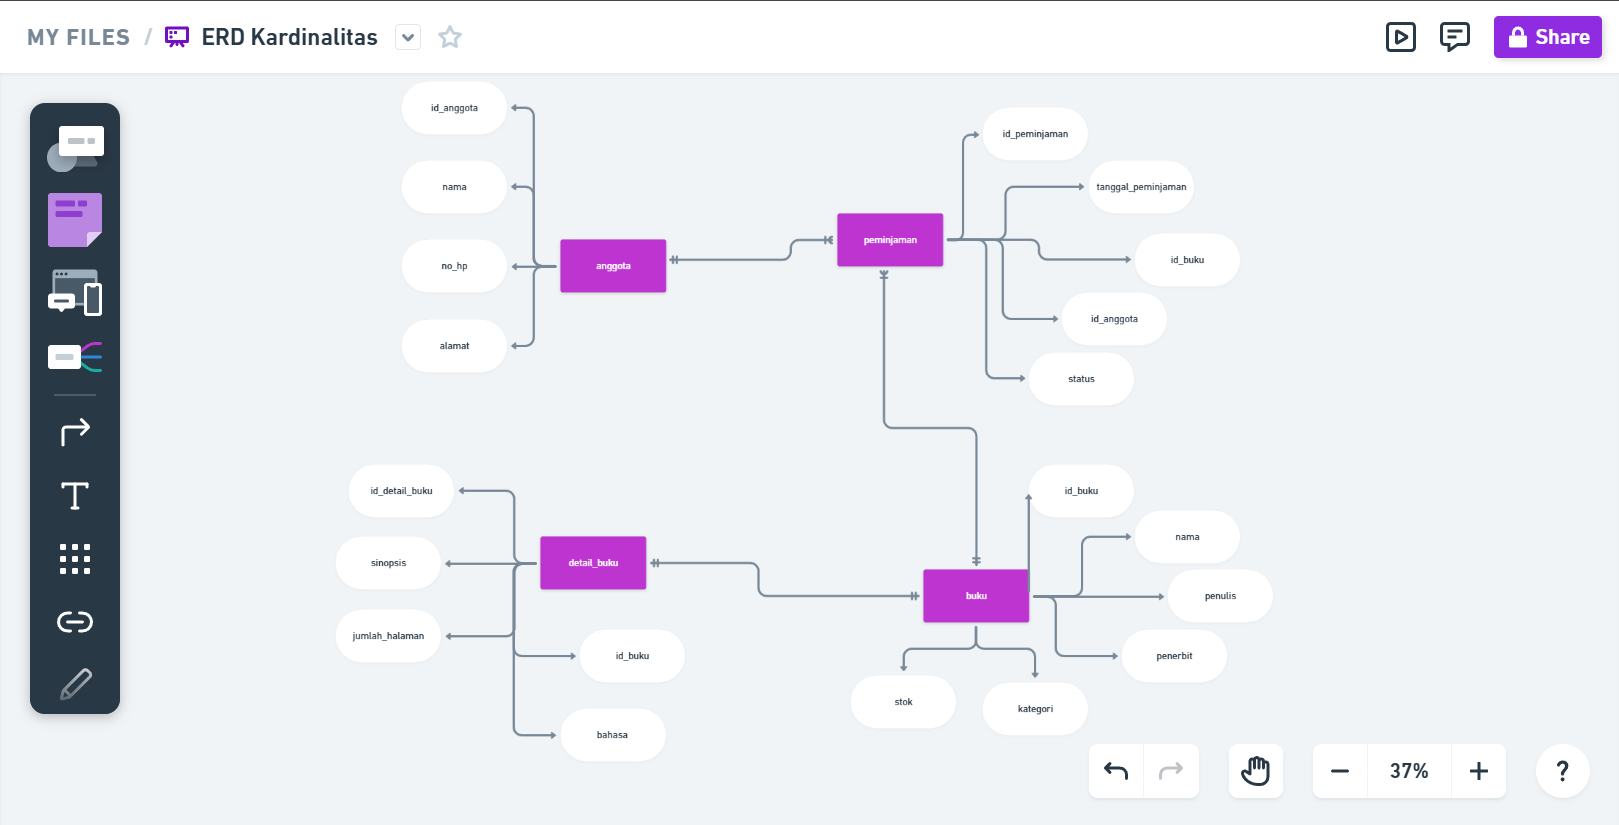 MY FILES / ERD Kardinalitas
Share
id_anggota
nama
no_hp
alamat
anggota
peminjaman
id_peminjaman
tanggal_peminjaman
id_buku
id_anggota
status
id_detail_buku
sinopsis
jumlah_halaman
detail_buku
id_buku
bahasa
buku
id_buku
nama
penulis
penerbit
stok
kategori
T
37%
?